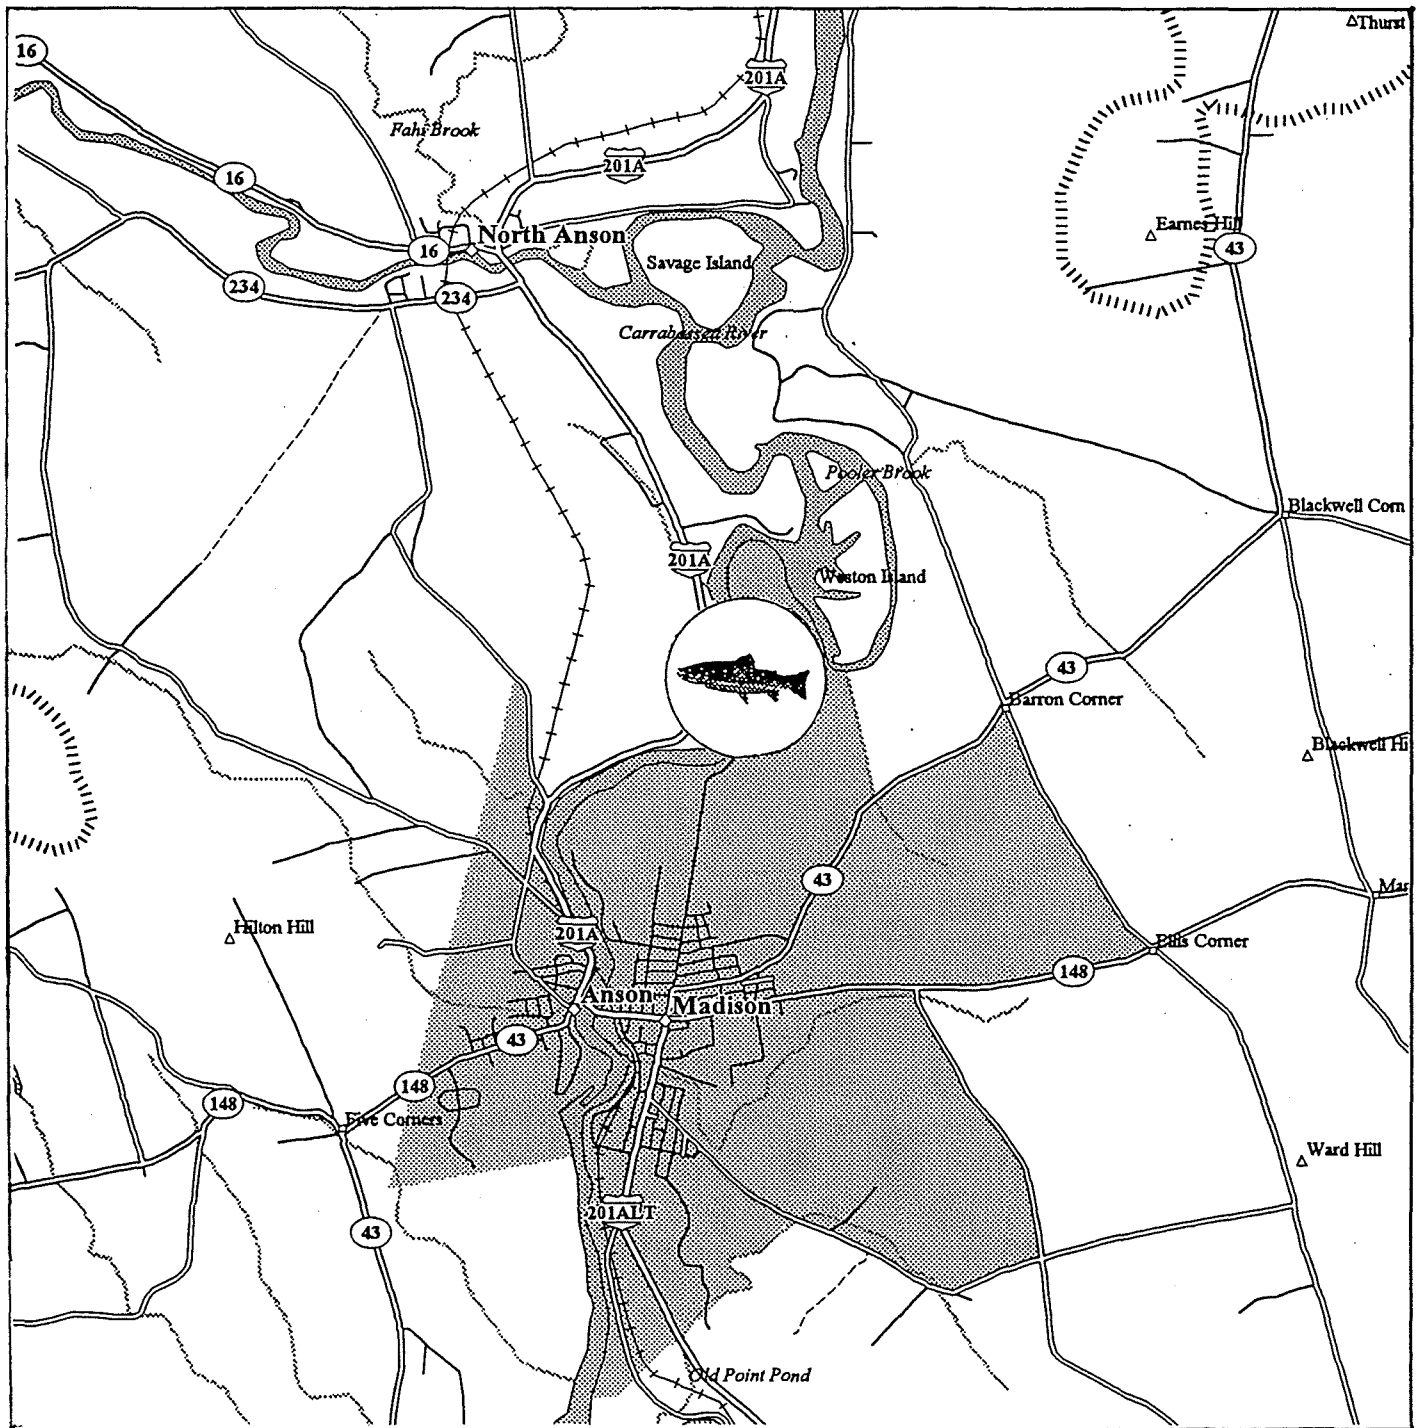 Thurst
16
201A
Fahi Brook
201A
16
North Anson
16
Earnes Hill
43
Savage Island
234
234
Carrabassett River
Pooler Brook
Blackwell Corn
201A
Weston Island
43
Barron Corner
Blackwell Hi
43
Mar
Hilton Hill
201A
Ellis Corner
148
Anson
Madison
43
148
148
Five Corners
Ward Hill
43
201ALT
Old Point Pond